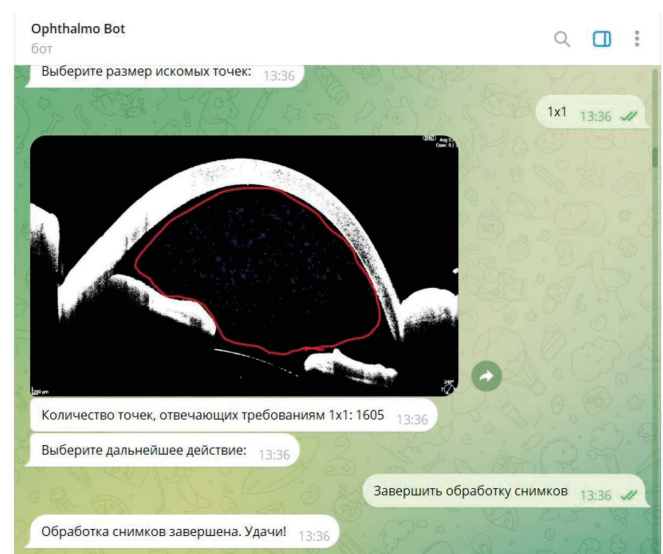 Ophthalmo Bot
бот
Выберите размер искомых точек: 13:36
1x1 13:36
Количество точек, отвечающих требованиям 1x1: 1605 13:36
Выберите дальнейшее действие: 13:36
Завершить обработку снимков 13:36
Обработка снимков завершена. Удачи! 13:36